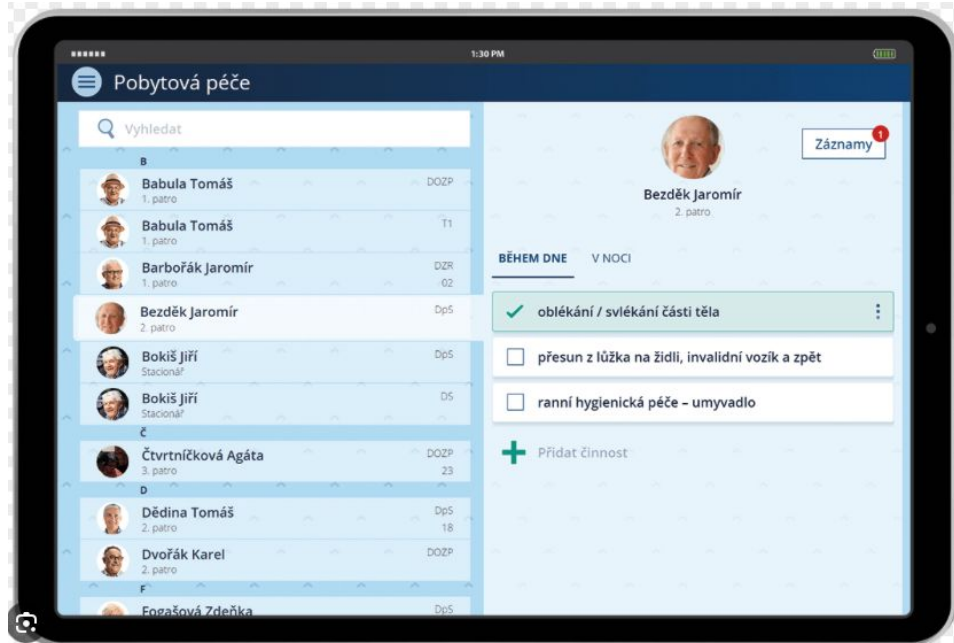 1:30 PM
Pobytová péče
Vyhledat
B
Babula Tomáš DOZP
1. patro
Babula Tomáš T1
1. patro
Barbořák Jaromír DZR
1. patro 02
Bezděk Jaromír DpS
2. patro
Bokiš Jiří DpS
Stacionář
Bokiš Jiří DS
Stacionář
Č
Čtvrtníčková Agáta DOZP
3. patro 23
D
Dědina Tomáš DpS
2. patro 18
Dvořák Karel DOZP
2. patro
F
Fogašová Zdeňka DpS
Záznamy 1
Bezděk Jaromír
2. patro
BĚHEM DNE V NOCI
oblékání / svlékání části těla
přesun z lůžka na židli, invalidní vozík a zpět
ranní hygienická péče – umyvadlo
Přidat činnost